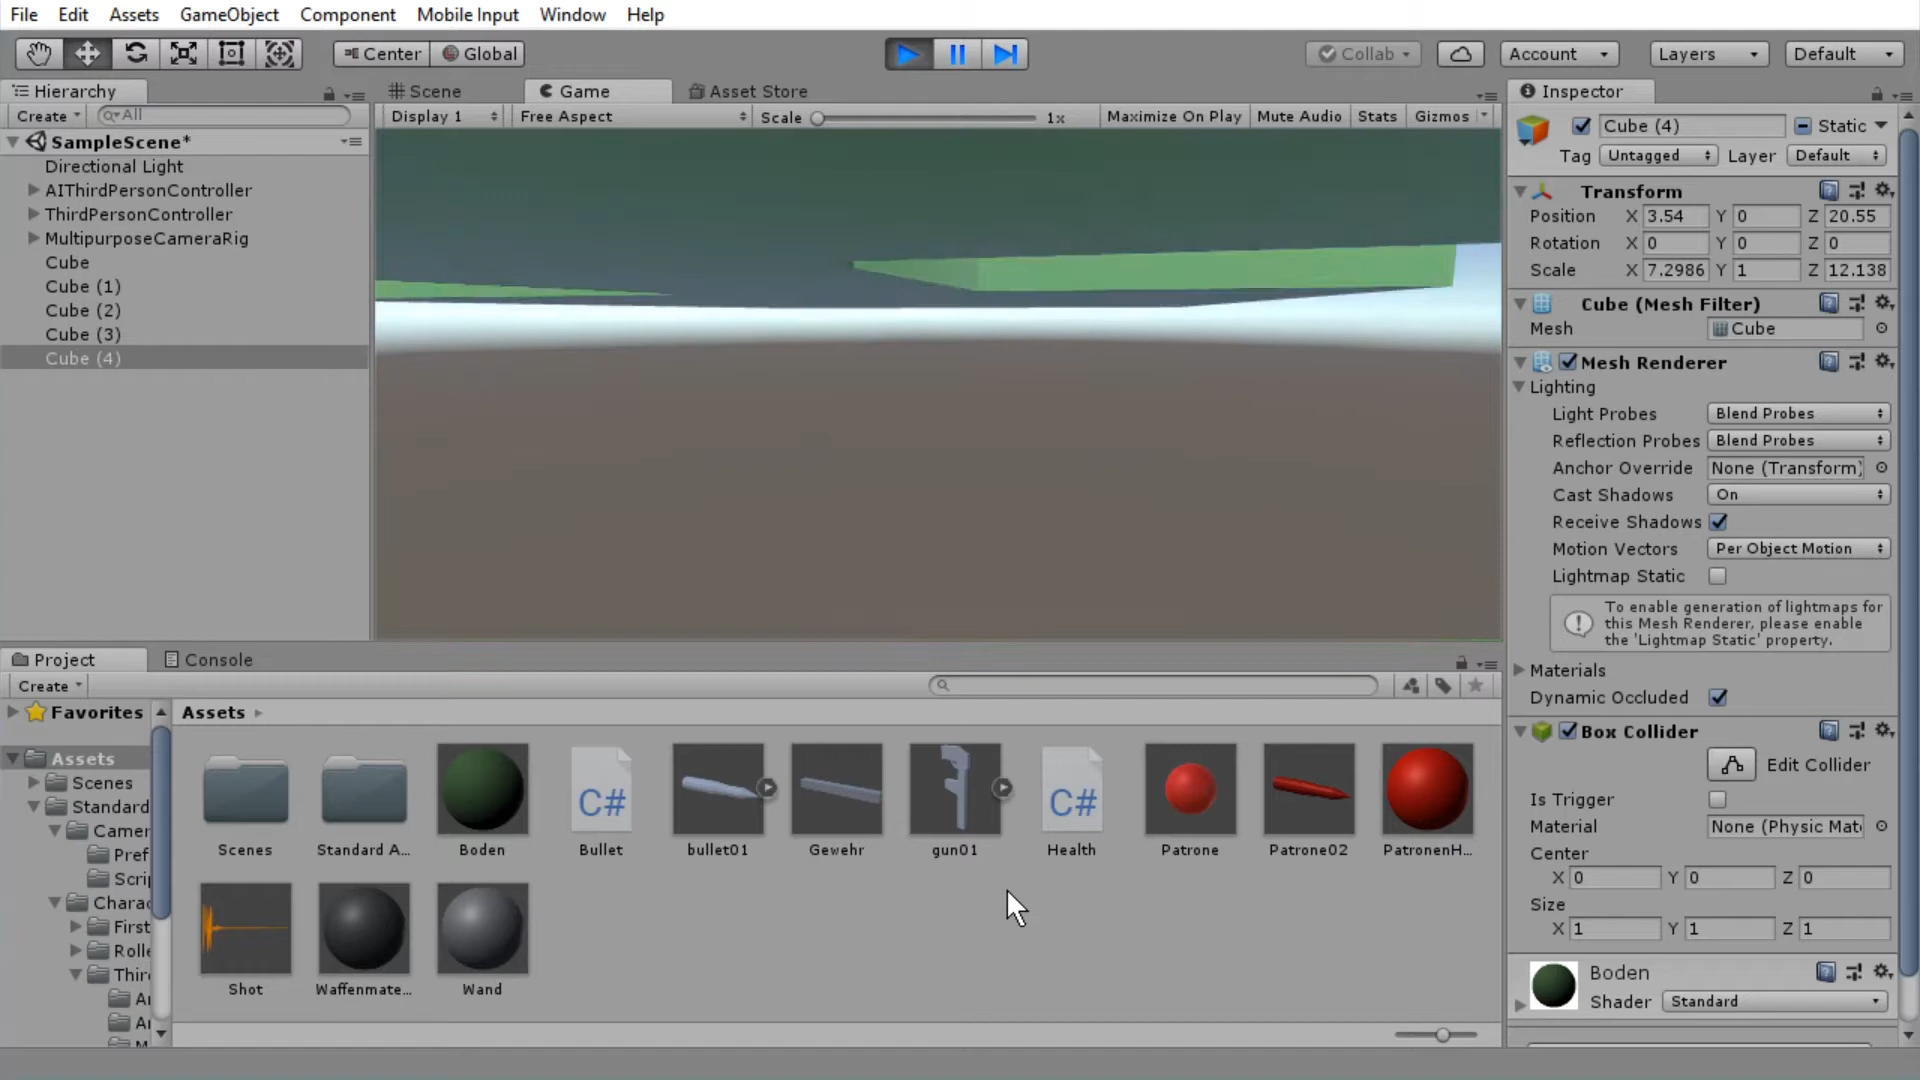 File Edit Assets GameObject Component Mobile Input Window Help
Center Global Collab Account Layers Default
Hierarchy Scene Game Asset Store Inspector
Create All Display 1 Free Aspect Scale 1x Maximize On Play Mute Audio Stats Gizmos
SampleScene*
Directional Light
AIThirdPersonController
ThirdPersonController
MultipurposeCameraRig
Cube
Cube (1)
Cube (2)
Cube (3)
Cube (4)
Cube (4) Static
Tag Untagged Layer Default
Transform
Position X 3.54 Y 0 Z 20.55
Rotation X 0 Y 0 Z 0
Scale X 7.2986 Y 1 Z 12.138
Cube (Mesh Filter)
Mesh Cube
Mesh Renderer
Lighting
Light Probes Blend Probes
Reflection Probes Blend Probes
Anchor Override None (Transform)
Cast Shadows On
Receive Shadows
Motion Vectors Per Object Motion
Lightmap Static
To enable generation of lightmaps for
this Mesh Renderer, please enable
the 'Lightmap Static' property.
Materials
Dynamic Occluded
Box Collider
Edit Collider
Is Trigger
Material None (Physic Mat
Center
X 0 Y 0 Z 0
Size
X 1 Y 1 Z 1
Boden
Shader Standard
Project Console
Create
Favorites
Assets
Scenes
Standard
Camer
Pref
Scri
Charac
First
Rolle
Thir
Assets
C# C#
Scenes Standard A... Boden Bullet bullet01 Gewehr gun01 Health Patrone Patrone02 PatronenH...
Shot Waffenmate... Wand